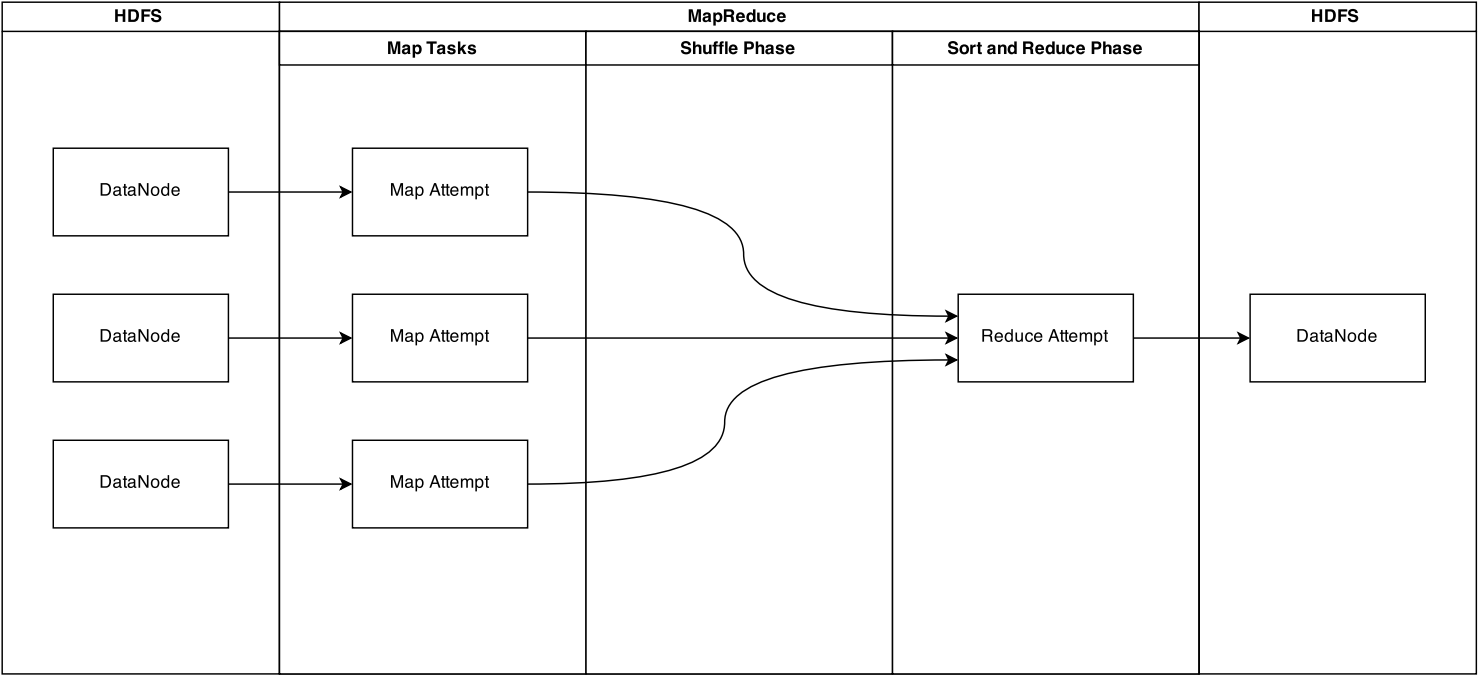 HDFS
MapReduce
HDFS
Map Tasks
Shuffle Phase
Sort and Reduce Phase
DataNode
Map Attempt
DataNode
Map Attempt
Reduce Attempt
DataNode
DataNode
Map Attempt